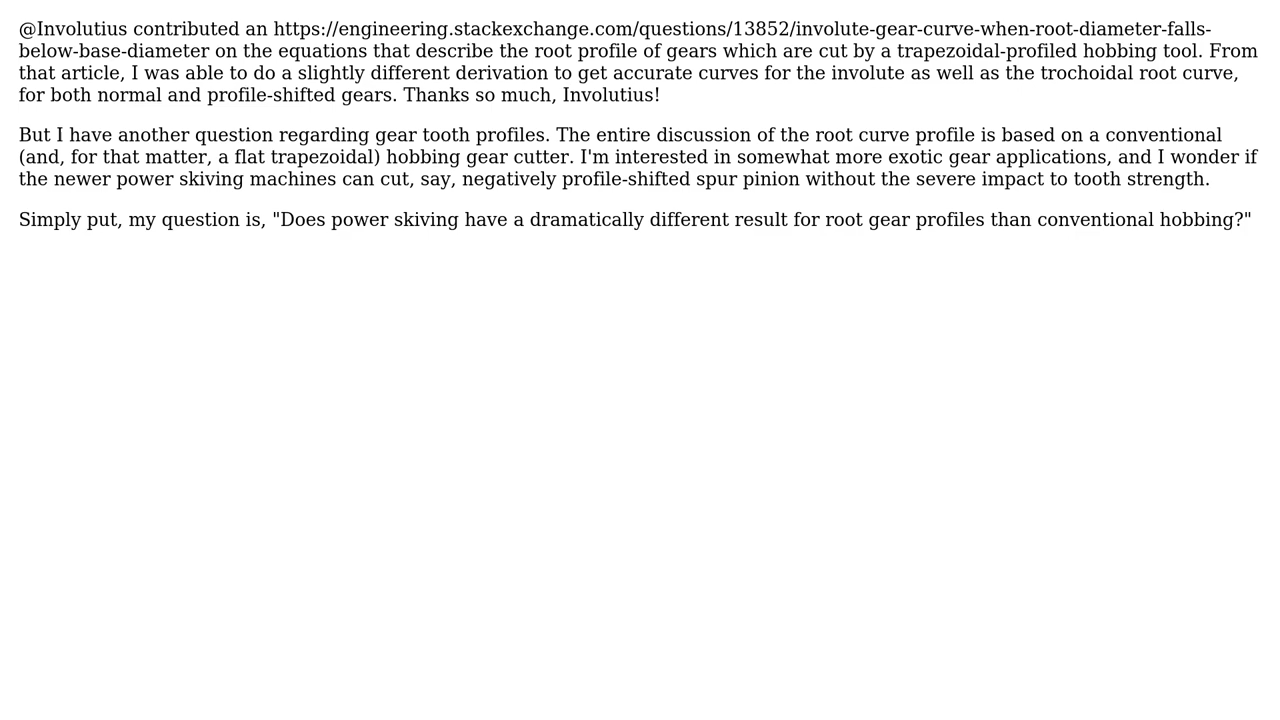 @Involutius contributed an https://engineering.stackexchange.com/questions/13852/involute-gear-curve-when-root-diameter-falls-
below-base-diameter on the equations that describe the root profile of gears which are cut by a trapezoidal-profiled hobbing tool. From
that article, I was able to do a slightly different derivation to get accurate curves for the involute as well as the trochoidal root curve,
for both normal and profile-shifted gears. Thanks so much, Involutius!
But I have another question regarding gear tooth profiles. The entire discussion of the root curve profile is based on a conventional
(and, for that matter, a flat trapezoidal) hobbing gear cutter. I'm interested in somewhat more exotic gear applications, and I wonder if
the newer power skiving machines can cut, say, negatively profile-shifted spur pinion without the severe impact to tooth strength.
Simply put, my question is, "Does power skiving have a dramatically different result for root gear profiles than conventional hobbing?"